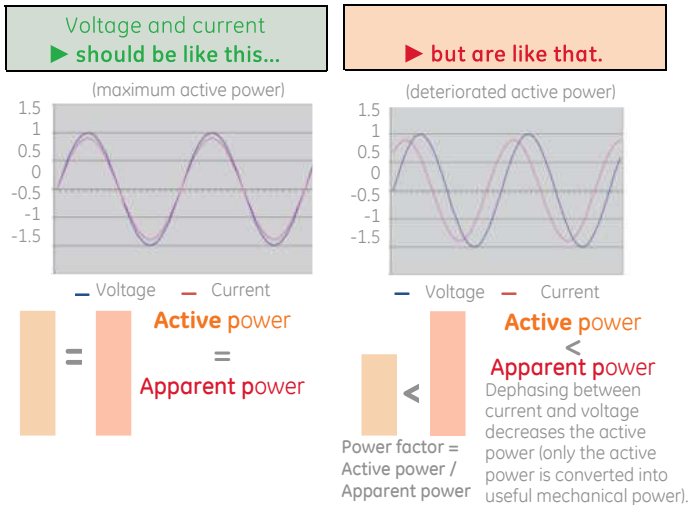 Voltage and current
▶ should be like this...
(maximum active power)
1.5
1
0.5
0
-0.5
-1
-1.5
Voltage
Current
=
Active power
=
Apparent power
▶ but are like that.
(deteriorated active power)
1.5
1
0.5
0
-0.5
-1
-1.5
Voltage
Current
<
Power factor =
Active power /
Apparent power
Active power
<
Apparent power
Dephasing between
current and voltage
decreases the active
power (only the active
power is converted into
useful mechanical power).